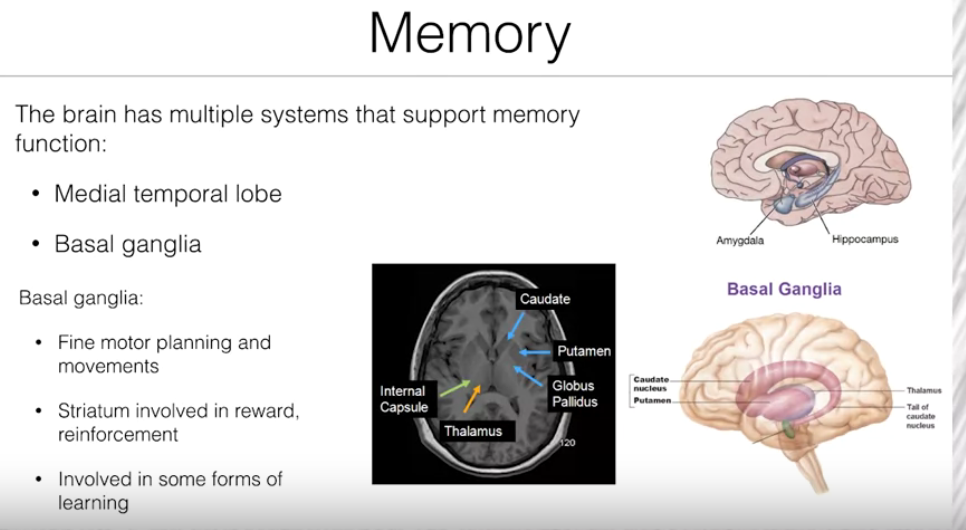 Memory
The brain has multiple systems that support memory
function:
• Medial temporal lobe
• Basal ganglia
Basal ganglia:
• Fine motor planning and
movements
• Striatum involved in reward,
reinforcement
• Involved in some forms of
learning
Caudate
Putamen
Globus
Pallidus
Internal
Capsule
Thalamus
120
Amygdala
Hippocampus
Basal Ganglia
Caudate
nucleus
Putamen
Thalamus
Tail of
caudate
nucleus